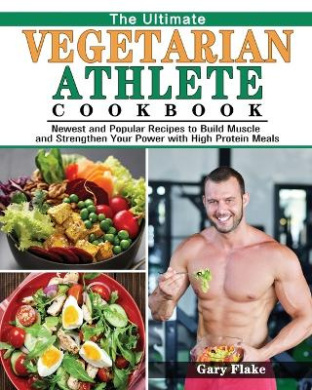 The Ultimate
VEGETARIAN
ATHLETE
COOKBOOK
Newest and Popular Recipes to Build Muscle
and Strengthen Your Power with High Protein Meals
Gary Flake